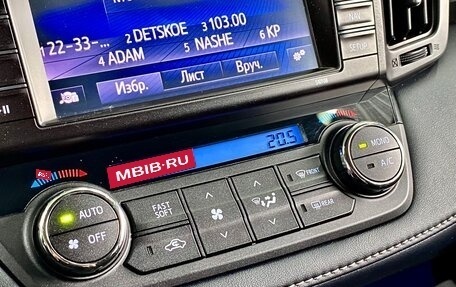 NAV
2 DETSKOE
3 103.00
:22-33-...
4 ADAM
5 NASHE
6 KP
SETUP
Избр.
Лист
Вруч.
MBIB-RU
20.5
MONO
A/C
AUTO
OFF
FAST
SOFT
FRONT
REAR